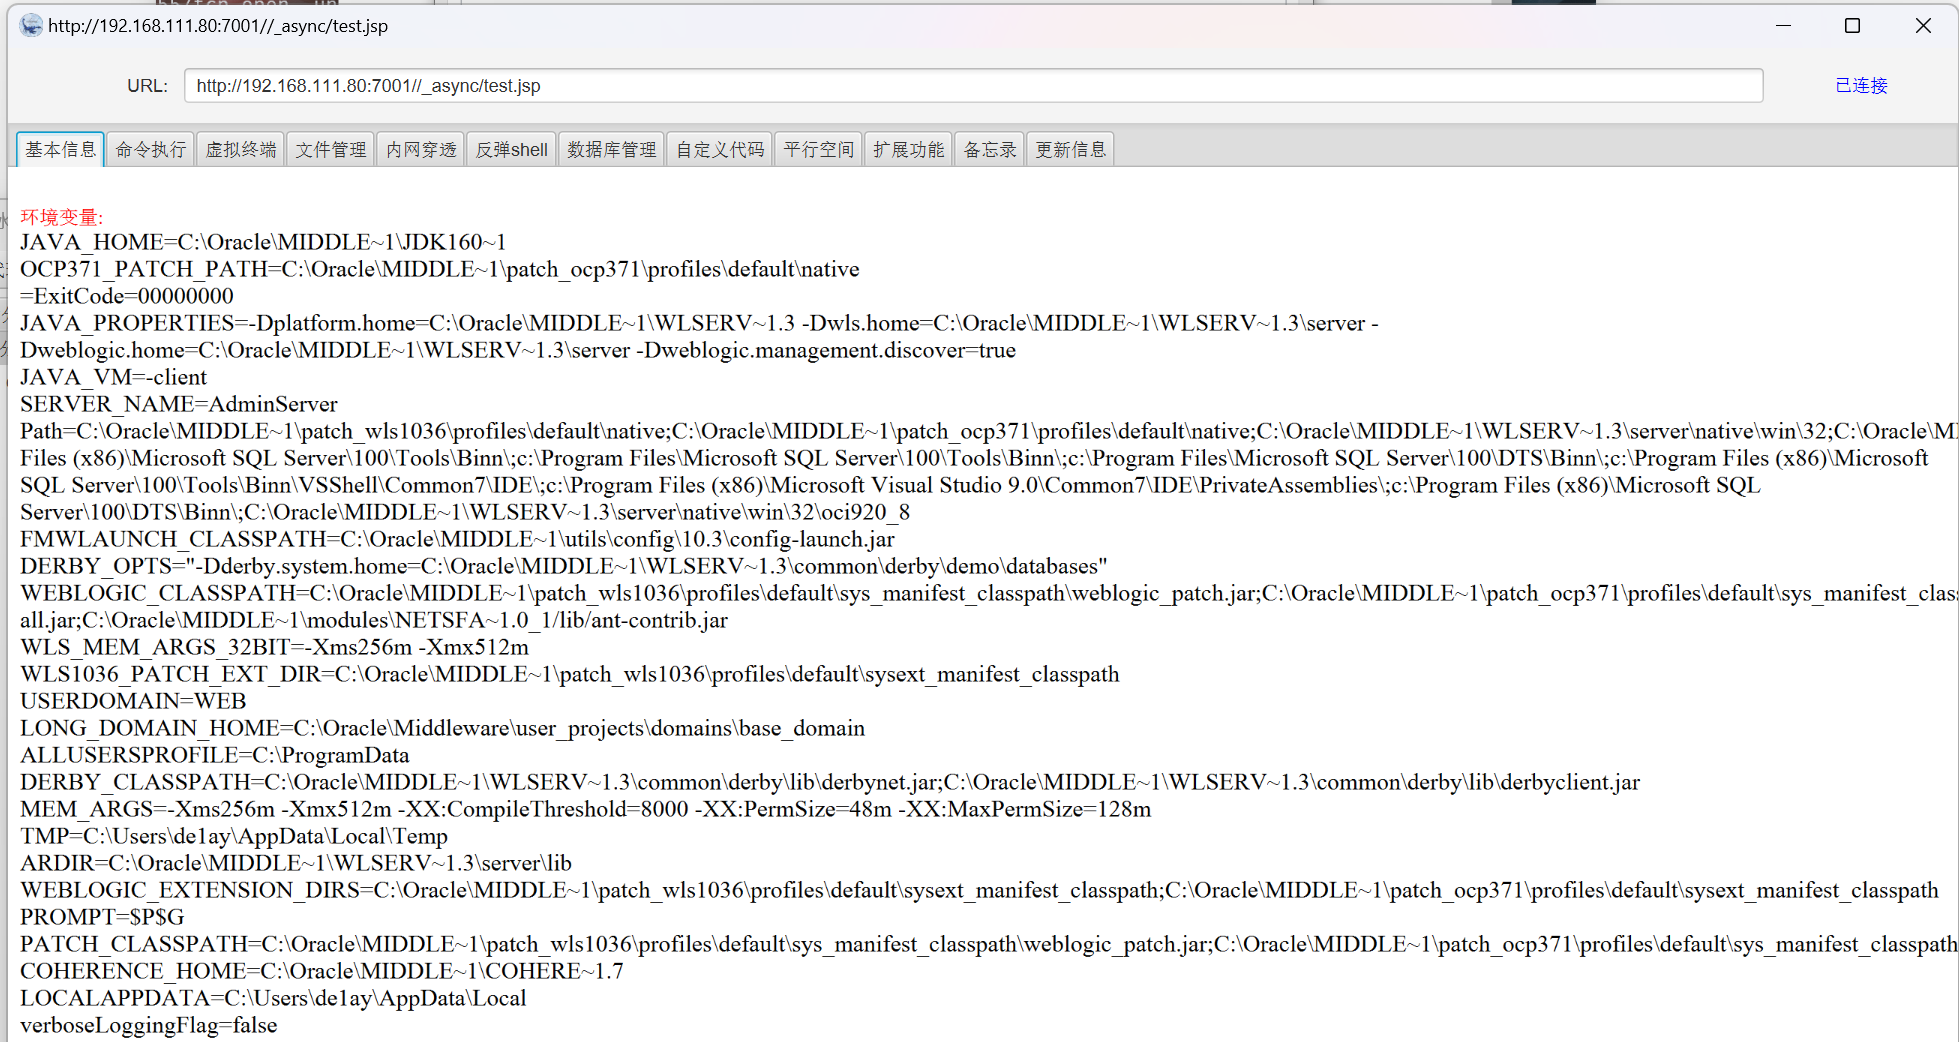 http://192.168.111.80:7001//_async/test.jsp
URL: http://192.168.111.80:7001//_async/test.jsp 已连接
基本信息 命令执行 虚拟终端 文件管理 内网穿透 反弹shell 数据库管理 自定义代码 平行空间 扩展功能 备忘录 更新信息
环境变量:
JAVA_HOME=C:\Oracle\MIDDLE~1\JDK160~1
OCP371_PATCH_PATH=C:\Oracle\MIDDLE~1\patch_ocp371\profiles\default\native
=ExitCode=00000000
JAVA_PROPERTIES=-Dplatform.home=C:\Oracle\MIDDLE~1\WLSERV~1.3 -Dwls.home=C:\Oracle\MIDDLE~1\WLSERV~1.3\server -
Dweblogic.home=C:\Oracle\MIDDLE~1\WLSERV~1.3\server -Dweblogic.management.discover=true
JAVA_VM=-client
SERVER_NAME=AdminServer
Path=C:\Oracle\MIDDLE~1\patch_wls1036\profiles\default\native;C:\Oracle\MIDDLE~1\patch_ocp371\profiles\default\native;C:\Oracle\MIDDLE~1\WLSERV~1.3\server\native\win\32;C:\Oracle\MI
Files (x86)\Microsoft SQL Server\100\Tools\Binn\;c:\Program Files\Microsoft SQL Server\100\Tools\Binn\;c:\Program Files\Microsoft SQL Server\100\DTS\Binn\;c:\Program Files (x86)\Microsoft
SQL Server\100\Tools\Binn\VSShell\Common7\IDE\;c:\Program Files (x86)\Microsoft Visual Studio 9.0\Common7\IDE\PrivateAssemblies\;c:\Program Files (x86)\Microsoft SQL
Server\100\DTS\Binn\;C:\Oracle\MIDDLE~1\WLSERV~1.3\server\native\win\32\oci920_8
FMWLAUNCH_CLASSPATH=C:\Oracle\MIDDLE~1\utils\config\10.3\config-launch.jar
DERBY_OPTS="-Dderby.system.home=C:\Oracle\MIDDLE~1\WLSERV~1.3\common\derby\demo\databases"
WEBLOGIC_CLASSPATH=C:\Oracle\MIDDLE~1\patch_wls1036\profiles\default\sys_manifest_classpath\weblogic_patch.jar;C:\Oracle\MIDDLE~1\patch_ocp371\profiles\default\sys_manifest_clas
all.jar;C:\Oracle\MIDDLE~1\modules\NETSFA~1.0_1/lib/ant-contrib.jar
WLS_MEM_ARGS_32BIT=-Xms256m -Xmx512m
WLS1036_PATCH_EXT_DIR=C:\Oracle\MIDDLE~1\patch_wls1036\profiles\default\sysext_manifest_classpath
USERDOMAIN=WEB
LONG_DOMAIN_HOME=C:\Oracle\Middleware\user_projects\domains\base_domain
ALLUSERSPROFILE=C:\ProgramData
DERBY_CLASSPATH=C:\Oracle\MIDDLE~1\WLSERV~1.3\common\derby\lib\derbynet.jar;C:\Oracle\MIDDLE~1\WLSERV~1.3\common\derby\lib\derbyclient.jar
MEM_ARGS=-Xms256m -Xmx512m -XX:CompileThreshold=8000 -XX:PermSize=48m -XX:MaxPermSize=128m
TMP=C:\Users\de1ay\AppData\Local\Temp
ARDIR=C:\Oracle\MIDDLE~1\WLSERV~1.3\server\lib
WEBLOGIC_EXTENSION_DIRS=C:\Oracle\MIDDLE~1\patch_wls1036\profiles\default\sysext_manifest_classpath;C:\Oracle\MIDDLE~1\patch_ocp371\profiles\default\sysext_manifest_classpath
PROMPT=$P$G
PATCH_CLASSPATH=C:\Oracle\MIDDLE~1\patch_wls1036\profiles\default\sys_manifest_classpath\weblogic_patch.jar;C:\Oracle\MIDDLE~1\patch_ocp371\profiles\default\sys_manifest_classpath
COHERENCE_HOME=C:\Oracle\MIDDLE~1\COHERE~1.7
LOCALAPPDATA=C:\Users\de1ay\AppData\Local
verboseLoggingFlag=false